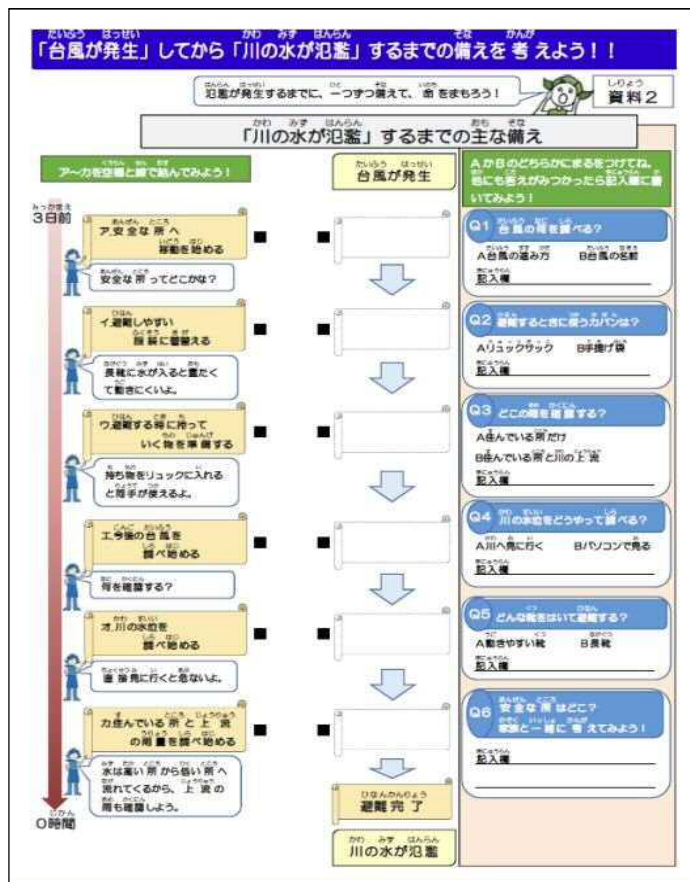 「台風が発生」してから「川の水が氾濫」するまでの備えを考えよう！！
氾濫が発生するまでに、一つずつ備えて、命をまもろう！
資料２
「川の水が氾濫」するまでの主な備え
ア～カを空欄と線で結んでみよう！
台風が発生
AかBのどちらかにまるをつけてね。
他にも答えがみつかったら記入欄に書
いてみよう！
3日前
ア.安全な所へ
移動を始める
安全な所ってどこかな？
イ.避難しやすい
服装に着替える
長靴に水が入ると重たく
て動きにくいよ。
ウ.避難する時に持って
いく物を準備する
持ち物をリュックに入れる
と両手が使えるよ。
エ.今後の台風を
調べ始める
何を確認する？
オ.川の水位を
調べ始める
直接見に行くと危ないよ。
カ.住んでいる所と上流
の雨量を調べ始める
水は高い所から低い所へ
流れてくるから、上流の
雨も確認しよう。
0時間
避難完了
川の水が氾濫
Q1 台風の何を調べる？
A台風の進み方 B台風の名前
記入欄
Q2 避難するときに使うカバンは？
Aリュックサック B手提げ袋
記入欄
Q3 どこの雨を確認する？
A住んでいる所だけ
B住んでいる所と川の上流
記入欄
Q4 川の水位をどうやって調べる？
A川へ見に行く Bパソコンで見る
記入欄
Q5 どんな靴をはいて避難する？
A動きやすい靴 B長靴
記入欄
Q6 安全な所はどこ？
家族と一緒に考えてみよう！
記入欄